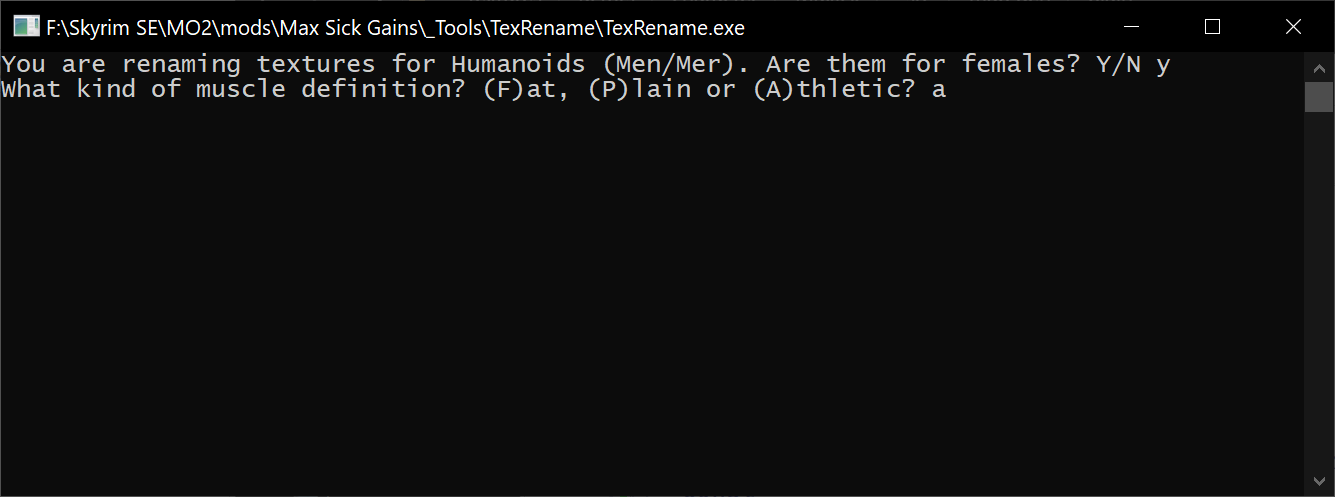 F:\Skyrim SE\MO2\mods\Max Sick Gains\_Tools\TexRename\TexRename.exe
You are renaming textures for Humanoids (Men/Mer). Are them for females? Y/N y
What kind of muscle definition? (F)at, (P)lain or (A)thletic? a